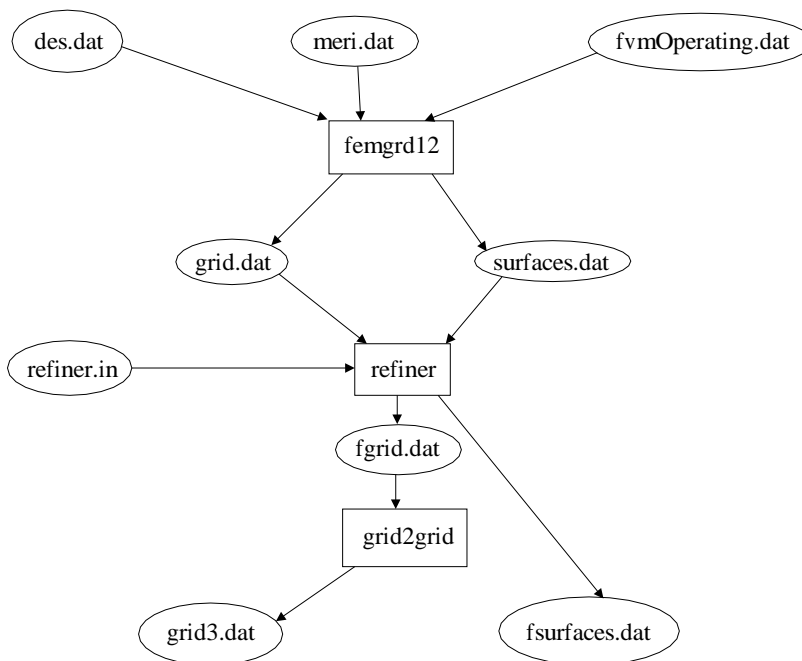 des.dat
meri.dat
fvmOperating.dat
femgrd12
grid.dat
surfaces.dat
refiner.in
refiner
fgrid.dat
grid2grid
grid3.dat
fsurfaces.dat